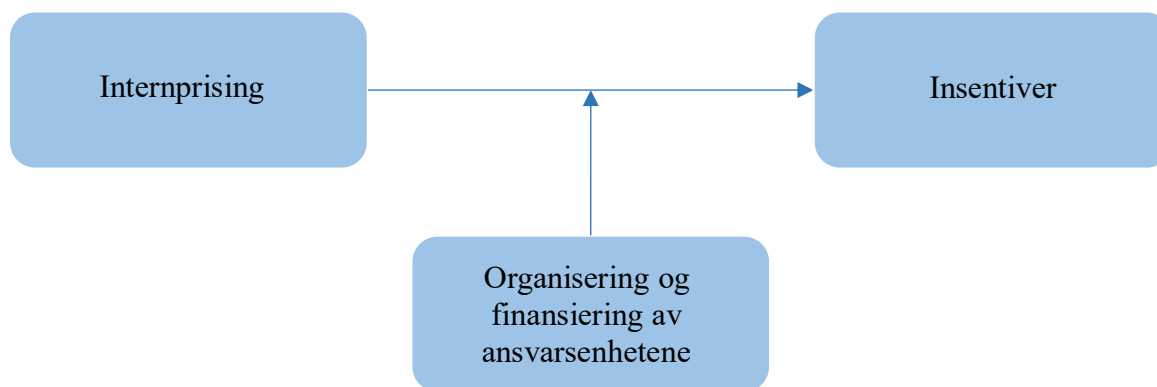 Internprising
Insentiver
Organisering og
finansiering av
ansvarsenhetene